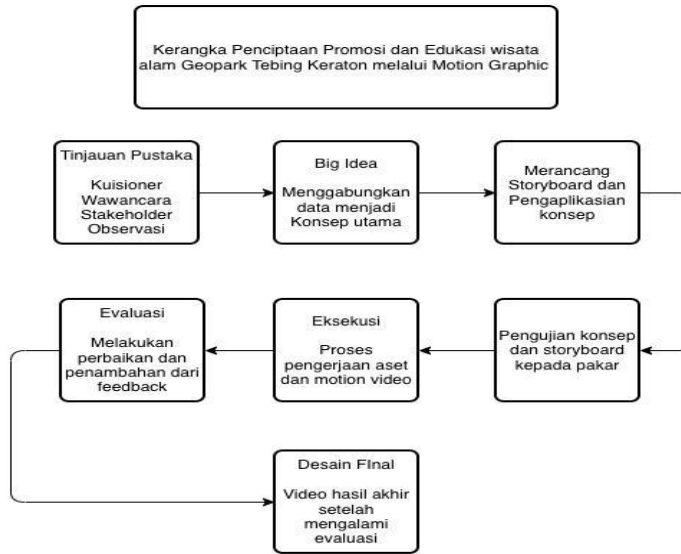 Kerangka Penciptaan Promosi dan Edukasi wisata
alam Geopark Tebing Keraton melalui Motion Graphic
Tinjauan Pustaka
Kuisioner
Wawancara
Stakeholder
Observasi
Big Idea
Menggabungkan
data menjadi
Konsep utama
Merancang
Storyboard dan
Pengaplikasian
konsep
Pengujian konsep
dan storyboard
kepada pakar
Eksekusi
Proses
pengerjaan aset
dan motion video
Evaluasi
Melakukan
perbaikan dan
penambahan dari
feedback
Desain FInal
Video hasil akhir
setelah
mengalami
evaluasi